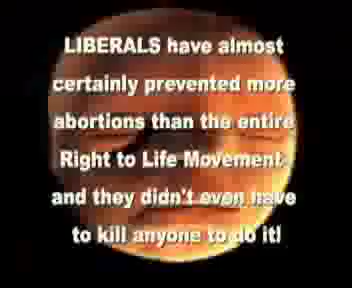 LIBERALS have almost
certainly prevented more
abortions than the entire
Right to Life Movement
and they didn't even have
to kill anyone to do it!